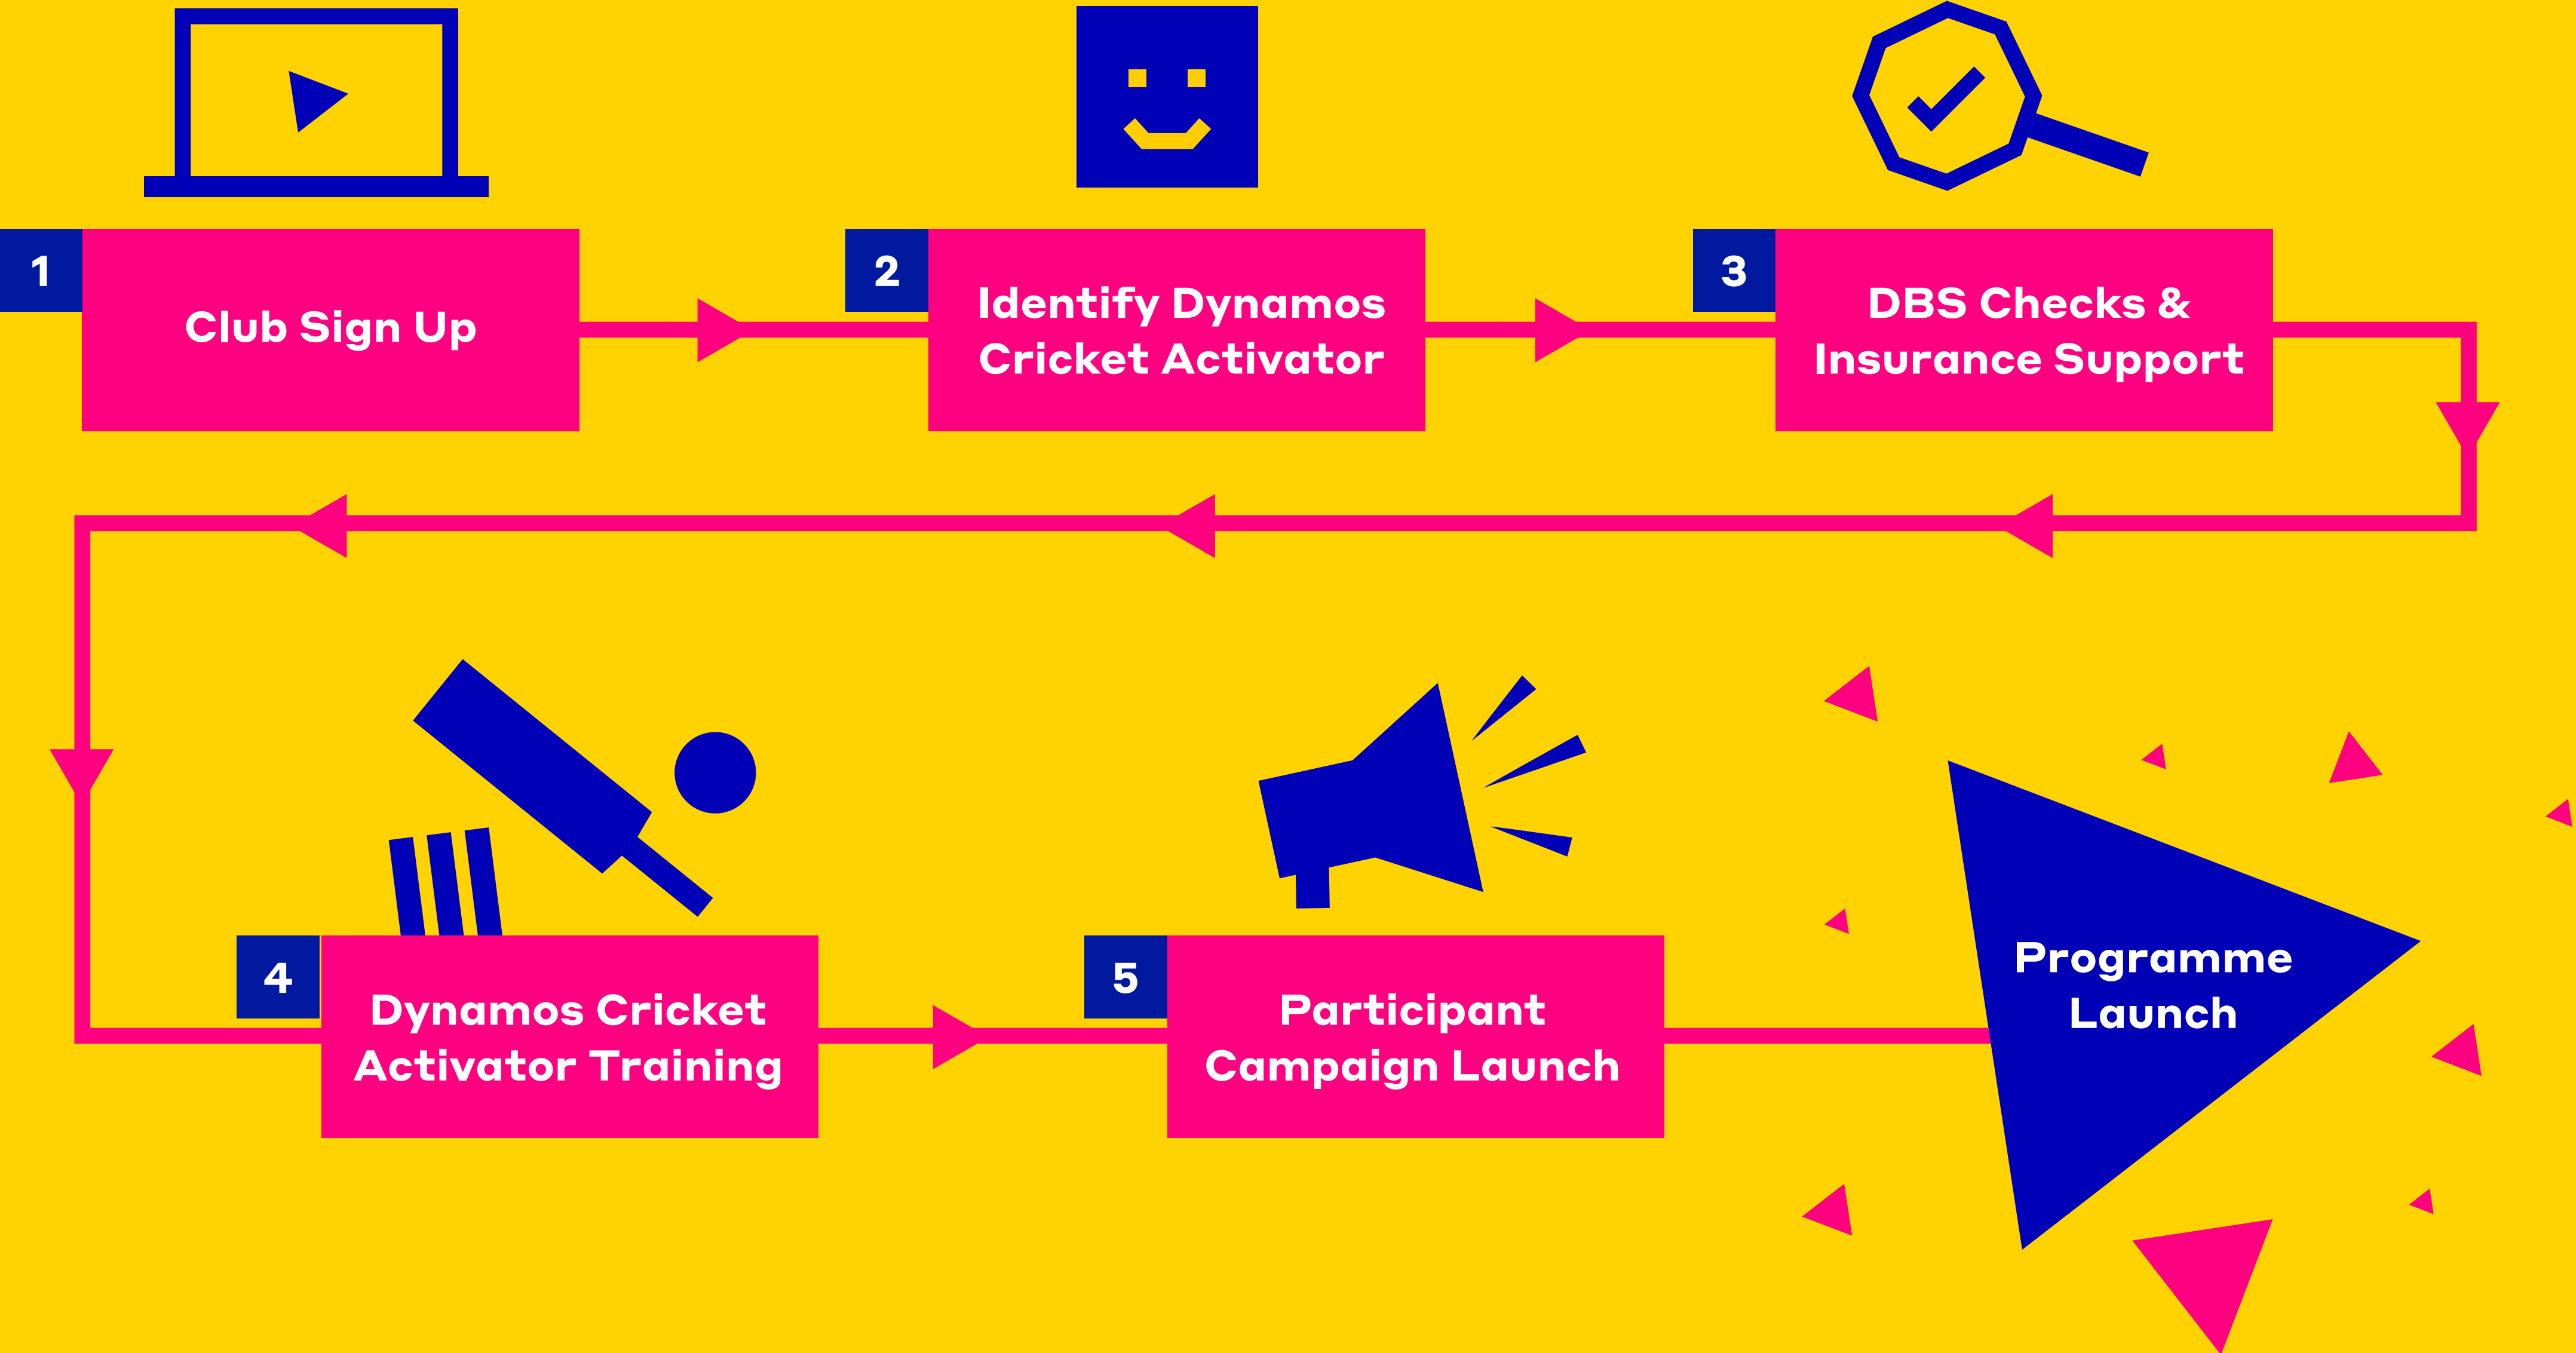 1
Club Sign Up
2
Identify Dynamos
Cricket Activator
3
DBS Checks &
Insurance Support
4
Dynamos Cricket
Activator Training
5
Participant
Campaign Launch
Programme
Launch